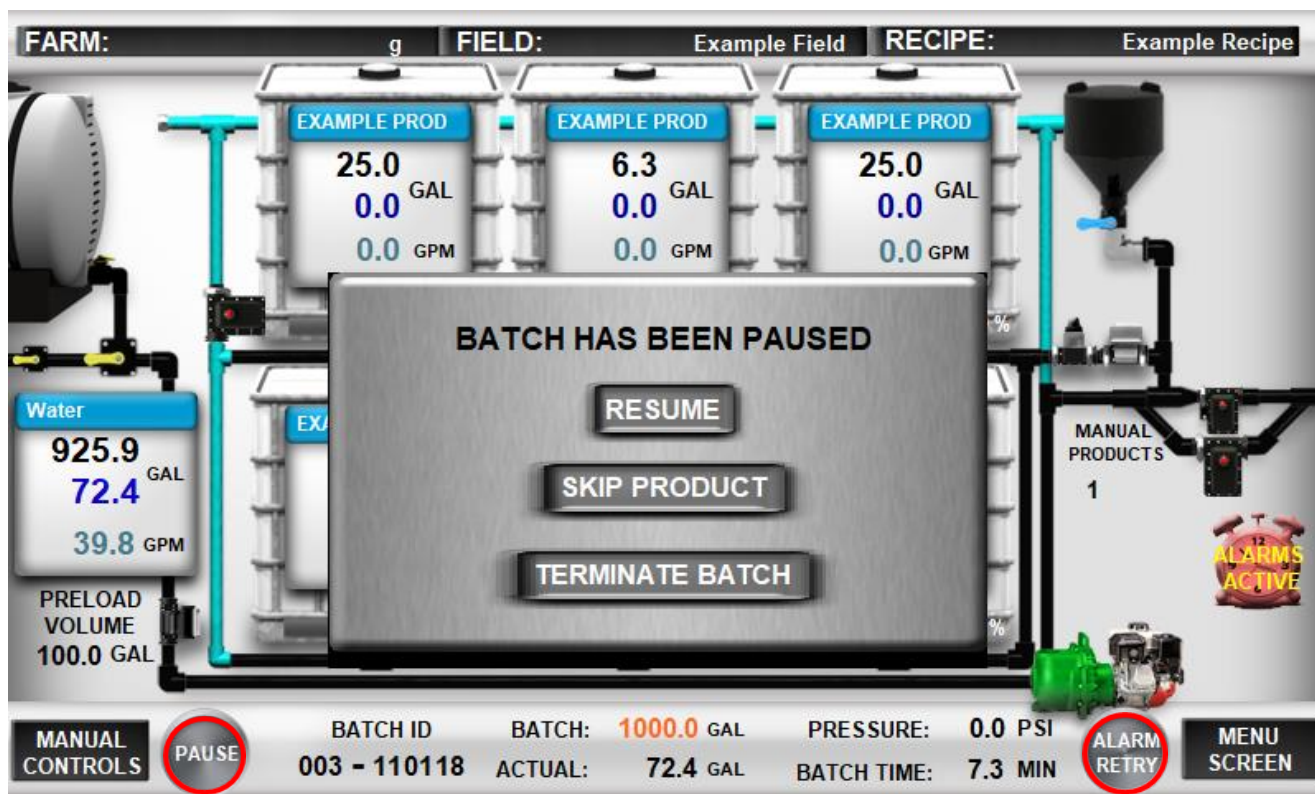 FARM: g FIELD: Example Field RECIPE: Example Recipe
EXAMPLE PROD
25.0
0.0 GAL
0.0 GPM
EXAMPLE PROD
6.3
0.0 GAL
0.0 GPM
EXAMPLE PROD
25.0
0.0 GAL
0.0 GPM
%
BATCH HAS BEEN PAUSED
RESUME
SKIP PRODUCT
TERMINATE BATCH
Water
925.9
72.4 GAL
39.8 GPM
PRELOAD
VOLUME
100.0 GAL
%
MANUAL
PRODUCTS
1
12
ALARMS
ACTIVE
MANUAL
CONTROLS
PAUSE
BATCH ID
003 - 110118
BATCH: 1000.0 GAL
ACTUAL: 72.4 GAL
PRESSURE: 0.0 PSI
BATCH TIME: 7.3 MIN
ALARM
RETRY
MENU
SCREEN